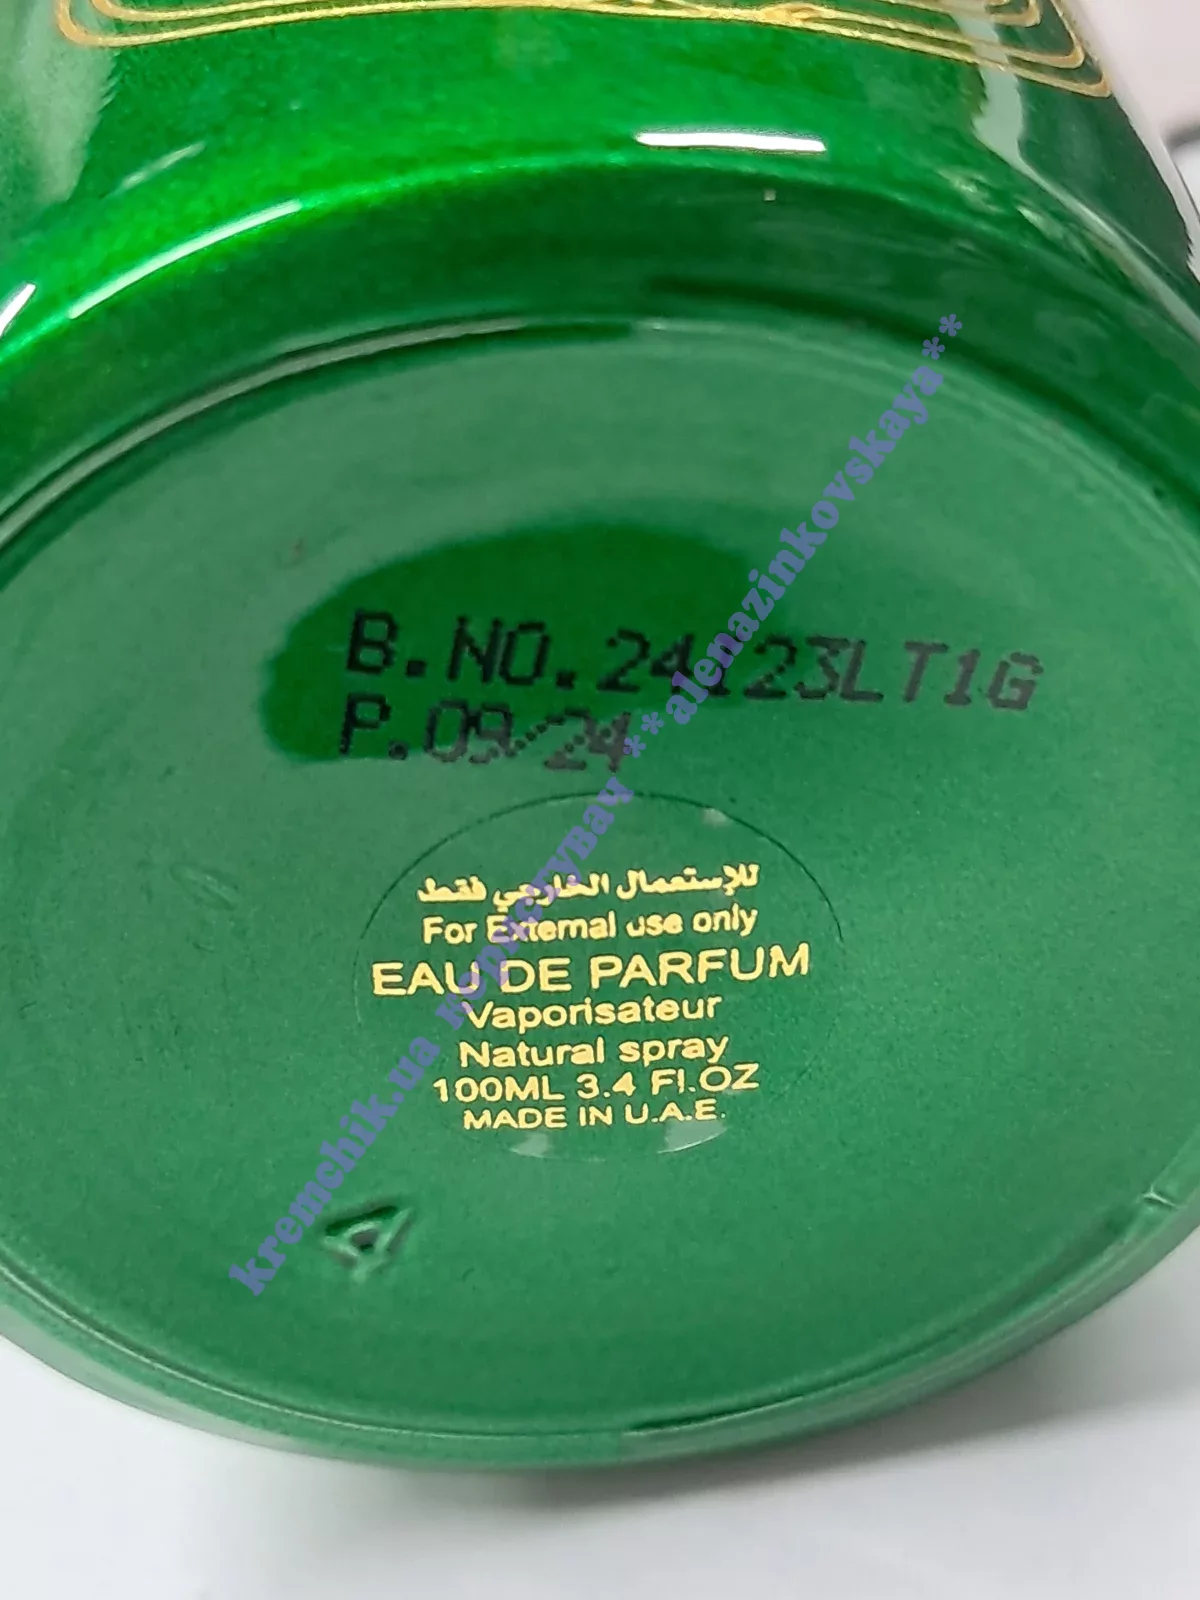 B.NO.24123LT1G
P.09/24
للإستعمال الخارجي فقط
For External use only
EAU DE PARFUM
Vaporisateur
Natural spray
100ML 3.4 Fl.OZ
MADE IN U.A.E.
kremchik.ua **alenazinkovskaya**